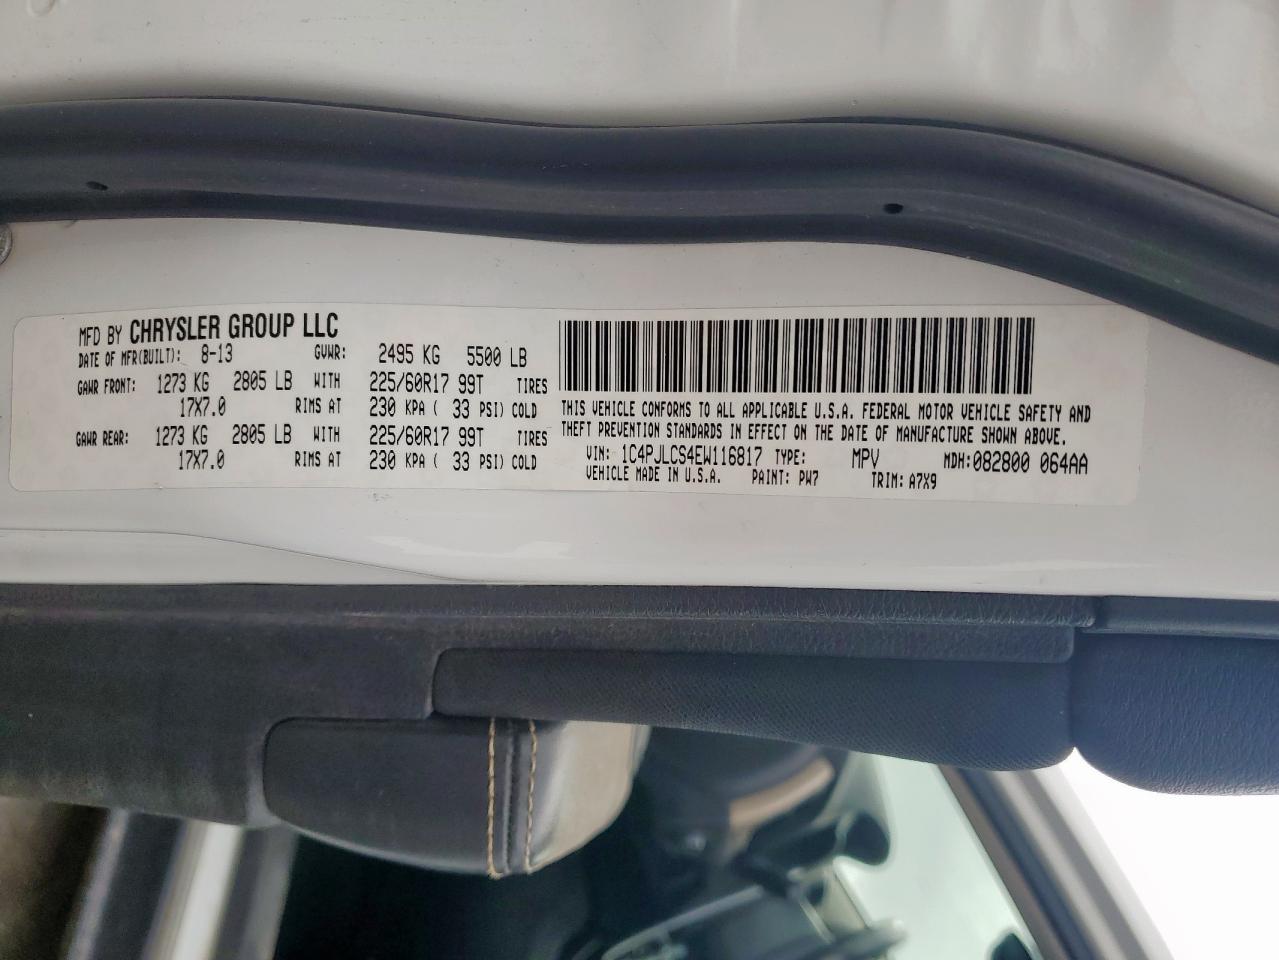 MFD BY CHRYSLER GROUP LLC
DATE OF MFR(BUILT): 8-13 GVWR: 2495 KG 5500 LB
GAWR FRONT: 1273 KG 2805 LB WITH 225/60R17 99T TIRES
17X7.0 RIMS AT 230 KPA ( 33 PSI) COLD
GAWR REAR: 1273 KG 2805 LB WITH 225/60R17 99T TIRES
17X7.0 RIMS AT 230 KPA ( 33 PSI) COLD
THIS VEHICLE CONFORMS TO ALL APPLICABLE U.S.A. FEDERAL MOTOR VEHICLE SAFETY AND
THEFT PREVENTION STANDARDS IN EFFECT ON THE DATE OF MANUFACTURE SHOWN ABOVE.
VIN: 1C4PJLCS4EW116817 TYPE: MPV MDH:082800 064AA
VEHICLE MADE IN U.S.A. PAINT: PW7 TRIM: A7X9